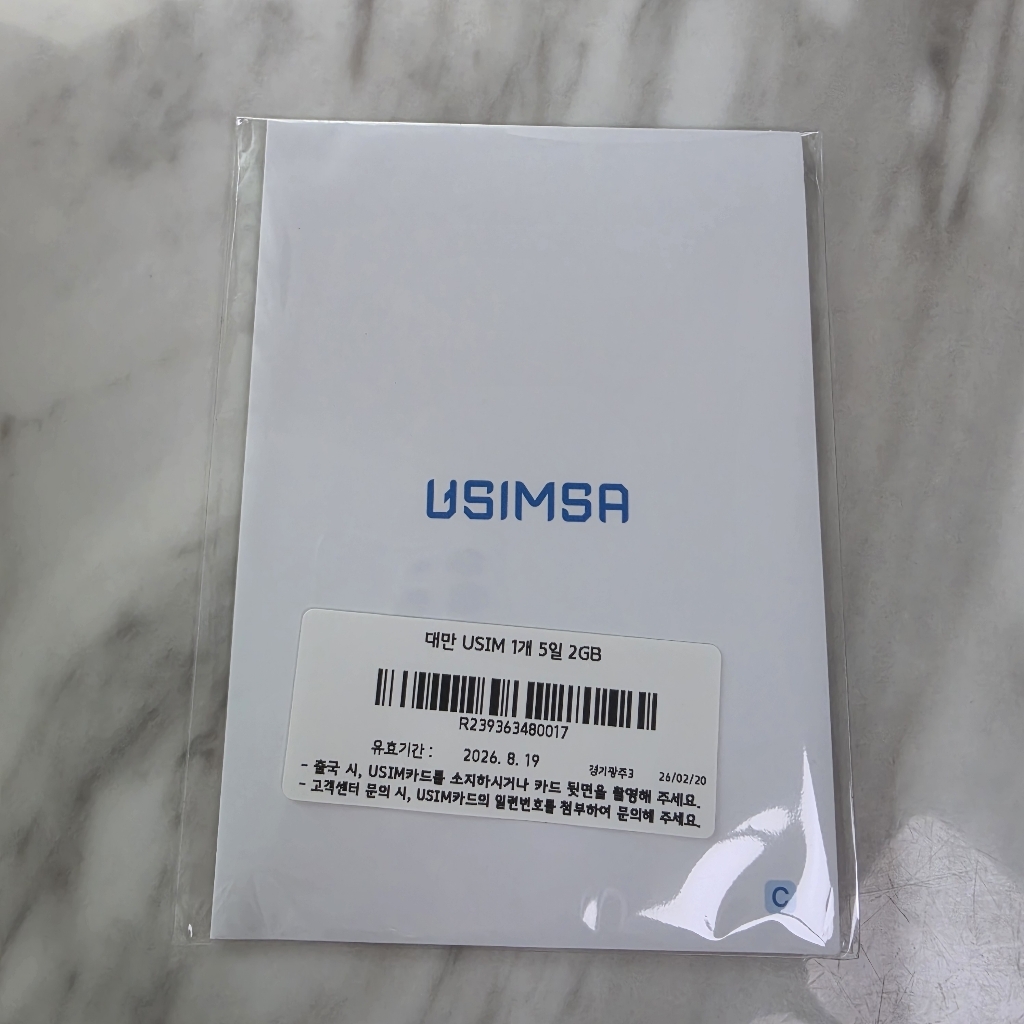 USIMSA
대만 USIM 1개 5일 2GB
R239363480017
유효기간 : 2026. 8. 19
경기광주3 26/02/20
- 출국 시, USIM카드를 소지하시거나 카드 뒷면을 촬영해 주세요.
- 고객센터 문의 시, USIM카드의 일련번호를 첨부하여 문의해 주세요.
C